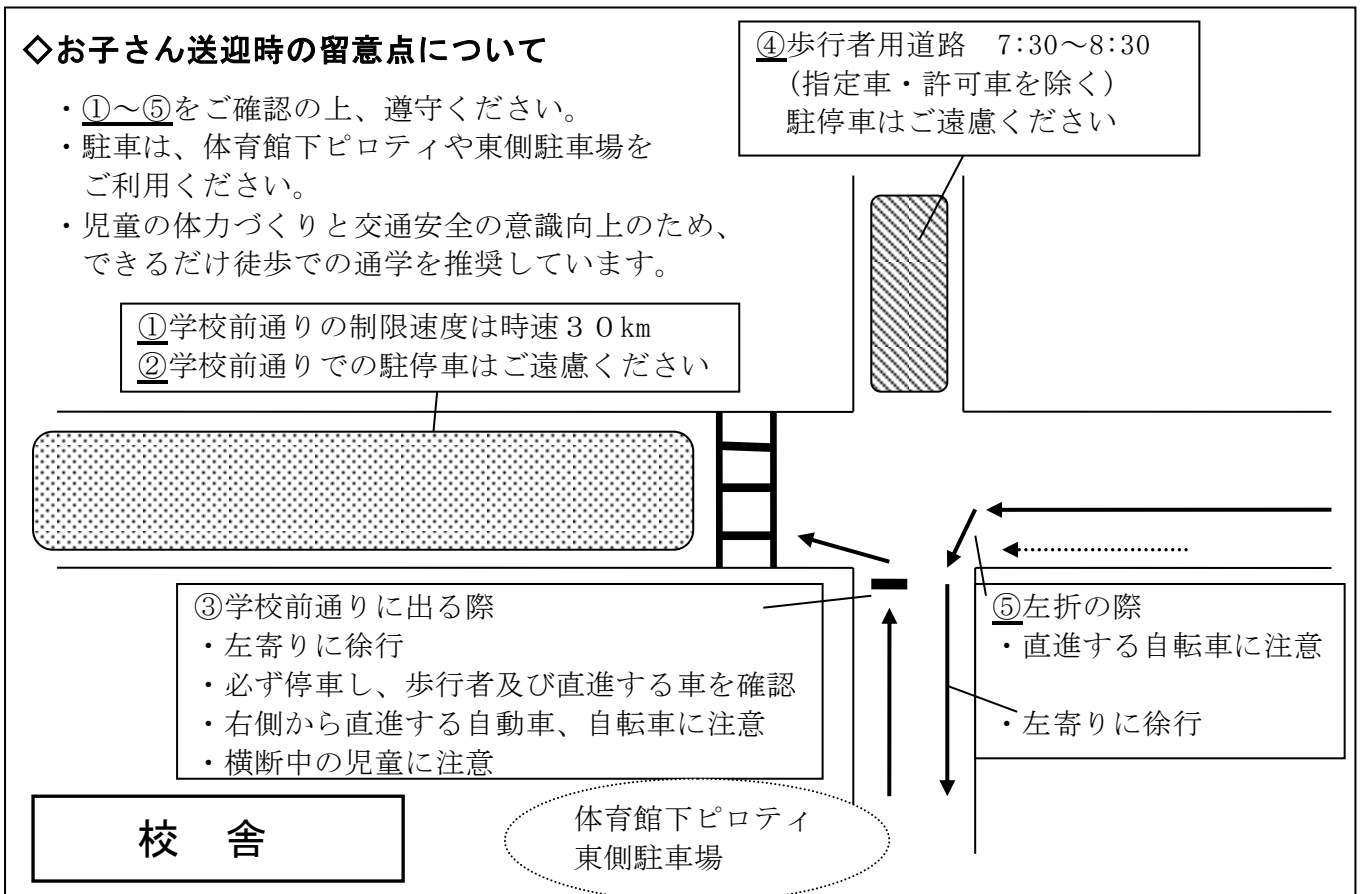 ◇お子さん送迎時の留意点について
・①～⑤をご確認の上、遵守ください。
・駐車は、体育館下ピロティや東側駐車場を
ご利用ください。
・児童の体力づくりと交通安全の意識向上のため、
できるだけ徒歩での通学を推奨しています。
④歩行者用道路　7:30～8:30
(指定車・許可車を除く)
駐停車はご遠慮ください
①学校前通りの制限速度は時速３０km
②学校前通りでの駐停車はご遠慮ください
③学校前通りに出る際
・左寄りに徐行
・必ず停車し、歩行者及び直進する車を確認
・右側から直進する自動車、自転車に注意
・横断中の児童に注意
⑤左折の際
・直進する自転車に注意
・左寄りに徐行
校　舎
体育館下ピロティ
東側駐車場